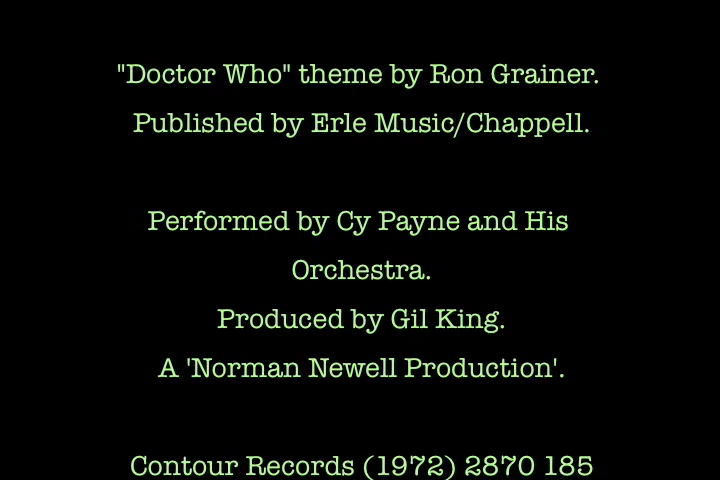 "Doctor Who" theme by Ron Grainer.
Published by Erle Music/Chappell.
Performed by Cy Payne and His
Orchestra.
Produced by Gil King.
A 'Norman Newell Production'.
Contour Records (1972) 2870 185